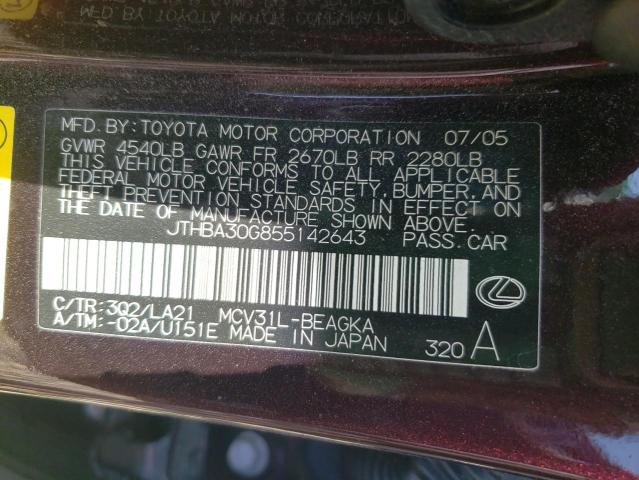 MFD. BY: TOYOTA MOTOR CORPORATION 07/05
GVWR 4540LB GAWR FR 2670LB RR 2280LB
THIS VEHICLE CONFORMS TO ALL APPLICABLE
FEDERAL MOTOR VEHICLE SAFETY, BUMPER, AND
THEFT PREVENTION STANDARDS IN EFFECT ON
THE DATE OF MANUFACTURE SHOWN ABOVE.
JTHBA30G855142643 PASS. CAR
C/TR: 3Q2/LA21 MCV31L-BEAGKA
A/TM: -02A/U151E MADE IN JAPAN 320 A